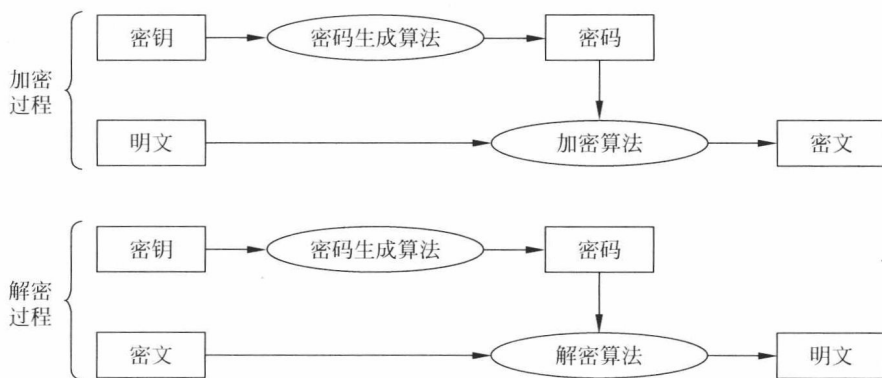 密钥
密码生成算法
密码
加密
过程
明文
加密算法
密文
密钥
密码生成算法
密码
解密
过程
密文
解密算法
明文